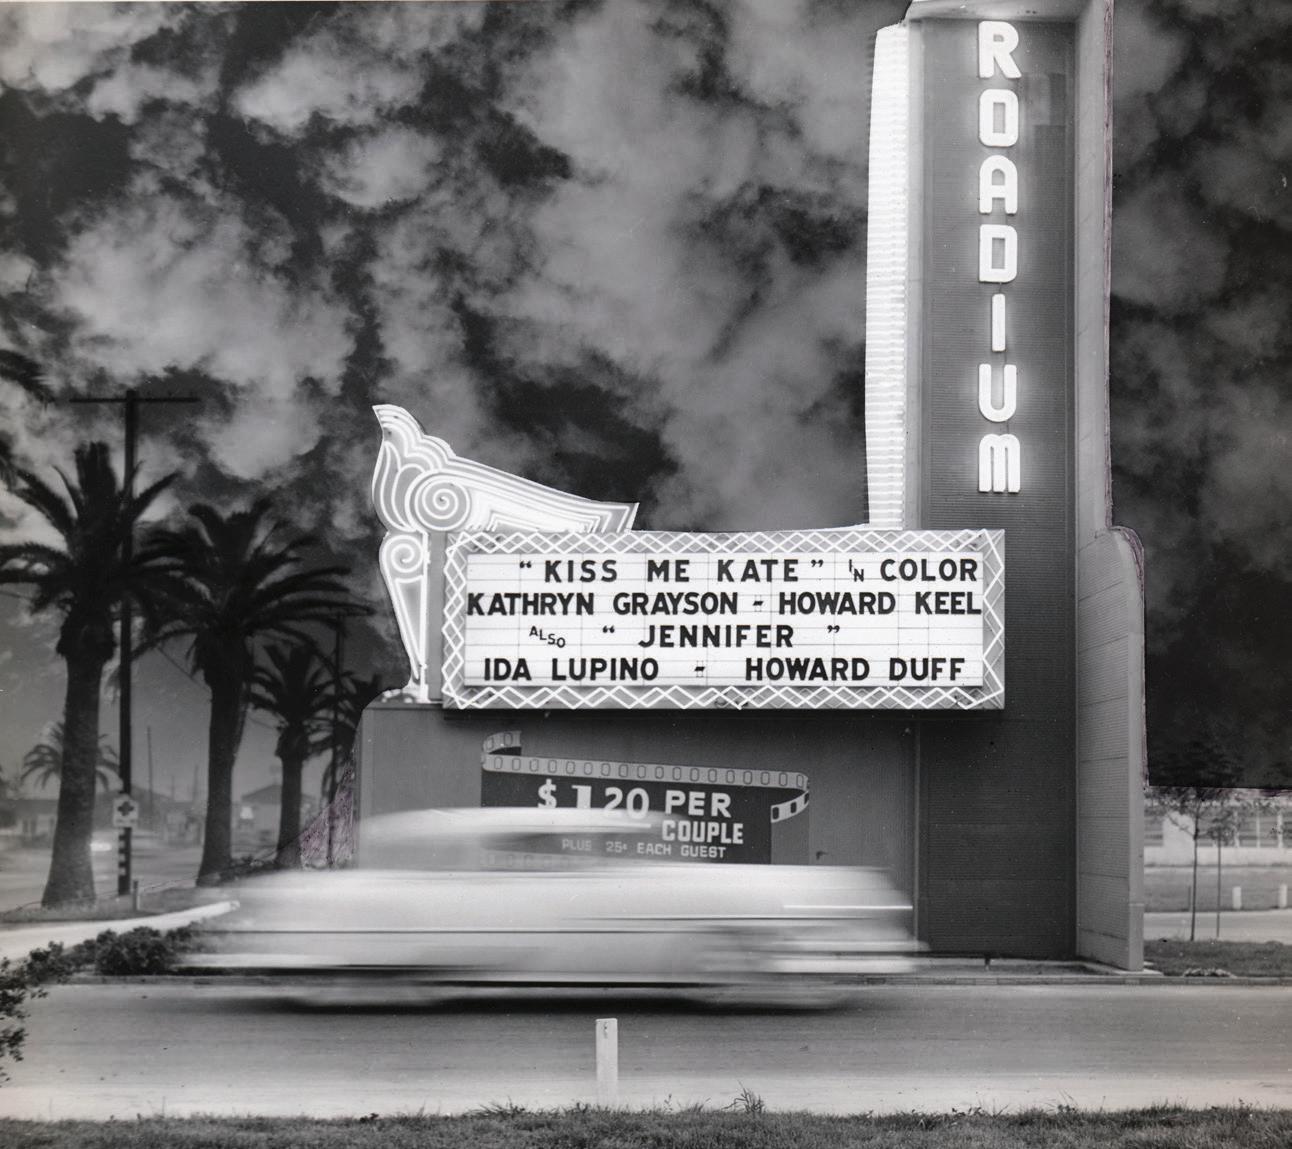 ROADIUM
"KISS ME KATE" IN COLOR
KATHRYN GRAYSON - HOWARD KEEL
ALSO "JENNIFER"
IDA LUPINO - HOWARD DUFF
$120 PER
COUPLE
PLUS 25¢ EACH GUEST